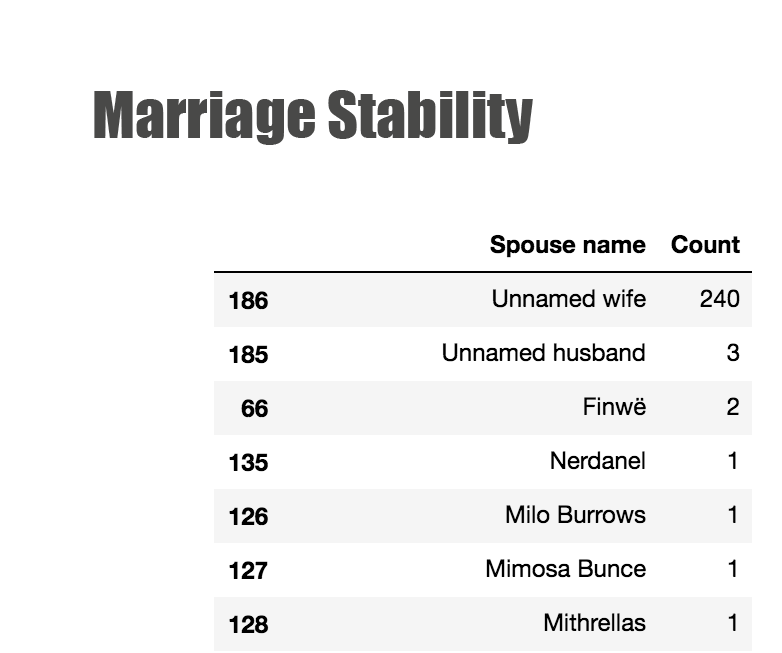 Marriage Stability
Spouse name Count
186 Unnamed wife 240
185 Unnamed husband 3
66 Finwë 2
135 Nerdanel 1
126 Milo Burrows 1
127 Mimosa Bunce 1
128 Mithrellas 1